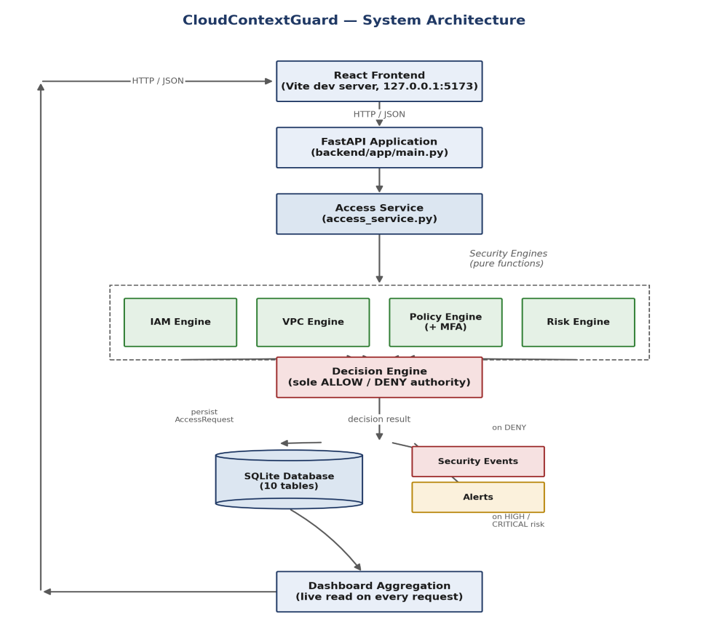 CloudContextGuard — System Architecture
React Frontend
(Vite dev server, 127.0.0.1:5173)
HTTP / JSON
HTTP / JSON
FastAPI Application
(backend/app/main.py)
Access Service
(access_service.py)
Security Engines
(pure functions)
IAM Engine
VPC Engine
Policy Engine
(+ MFA)
Risk Engine
Decision Engine
(sole ALLOW / DENY authority)
persist
AccessRequest
decision result
on DENY
SQLite Database
(10 tables)
Security Events
Alerts
on HIGH /
CRITICAL risk
Dashboard Aggregation
(live read on every request)